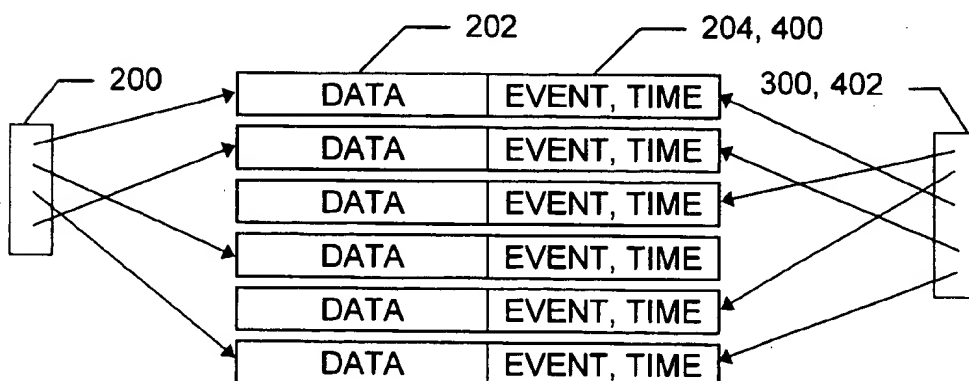 202
204, 400
200
300, 402
DATA EVENT, TIME
DATA EVENT, TIME
DATA EVENT, TIME
DATA EVENT, TIME
DATA EVENT, TIME
DATA EVENT, TIME